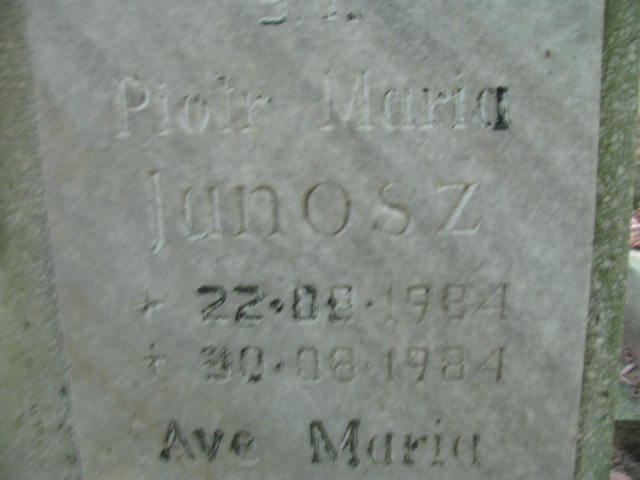 Ś.P.
Piotr Maria
Junosz
* 22.08.1984
† 30.08.1984
Ave Maria